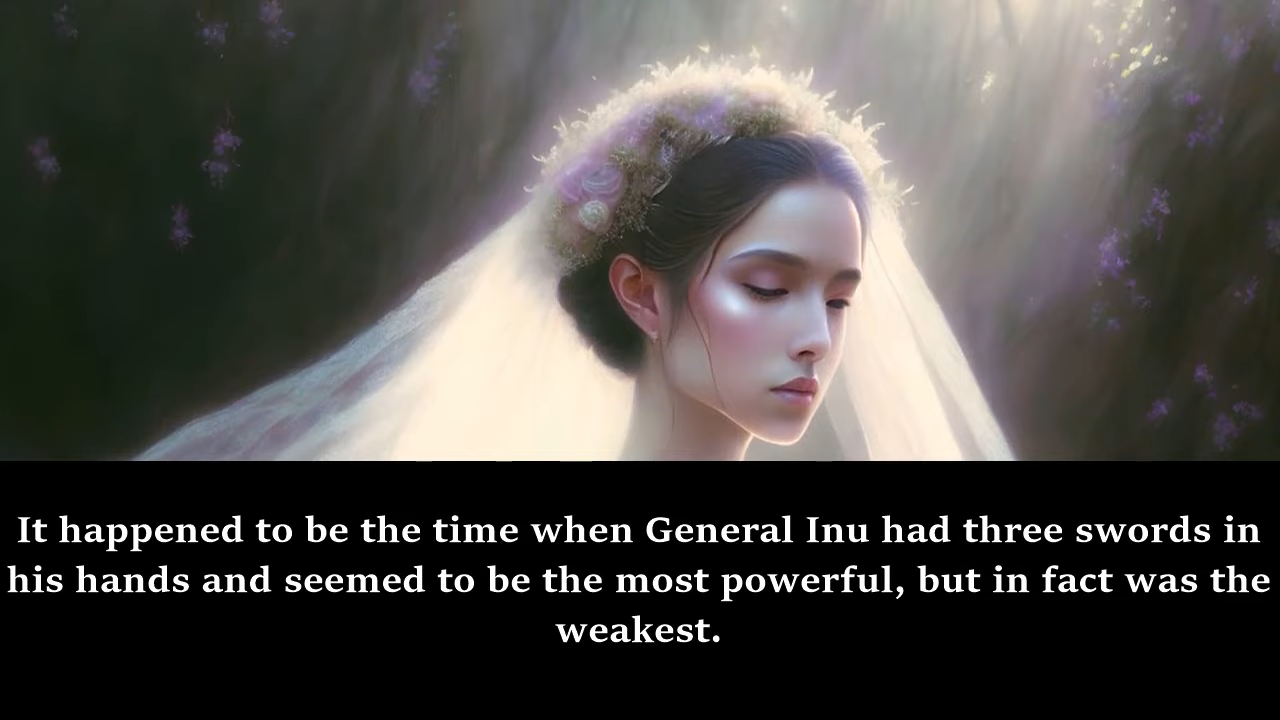 It happened to be the time when General Inu had three swords in
his hands and seemed to be the most powerful, but in fact was the
weakest.